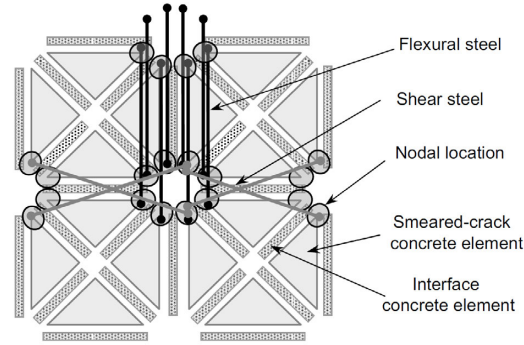 Flexural steel
Shear steel
Nodal location
Smeared-crack
concrete element
Interface
concrete element